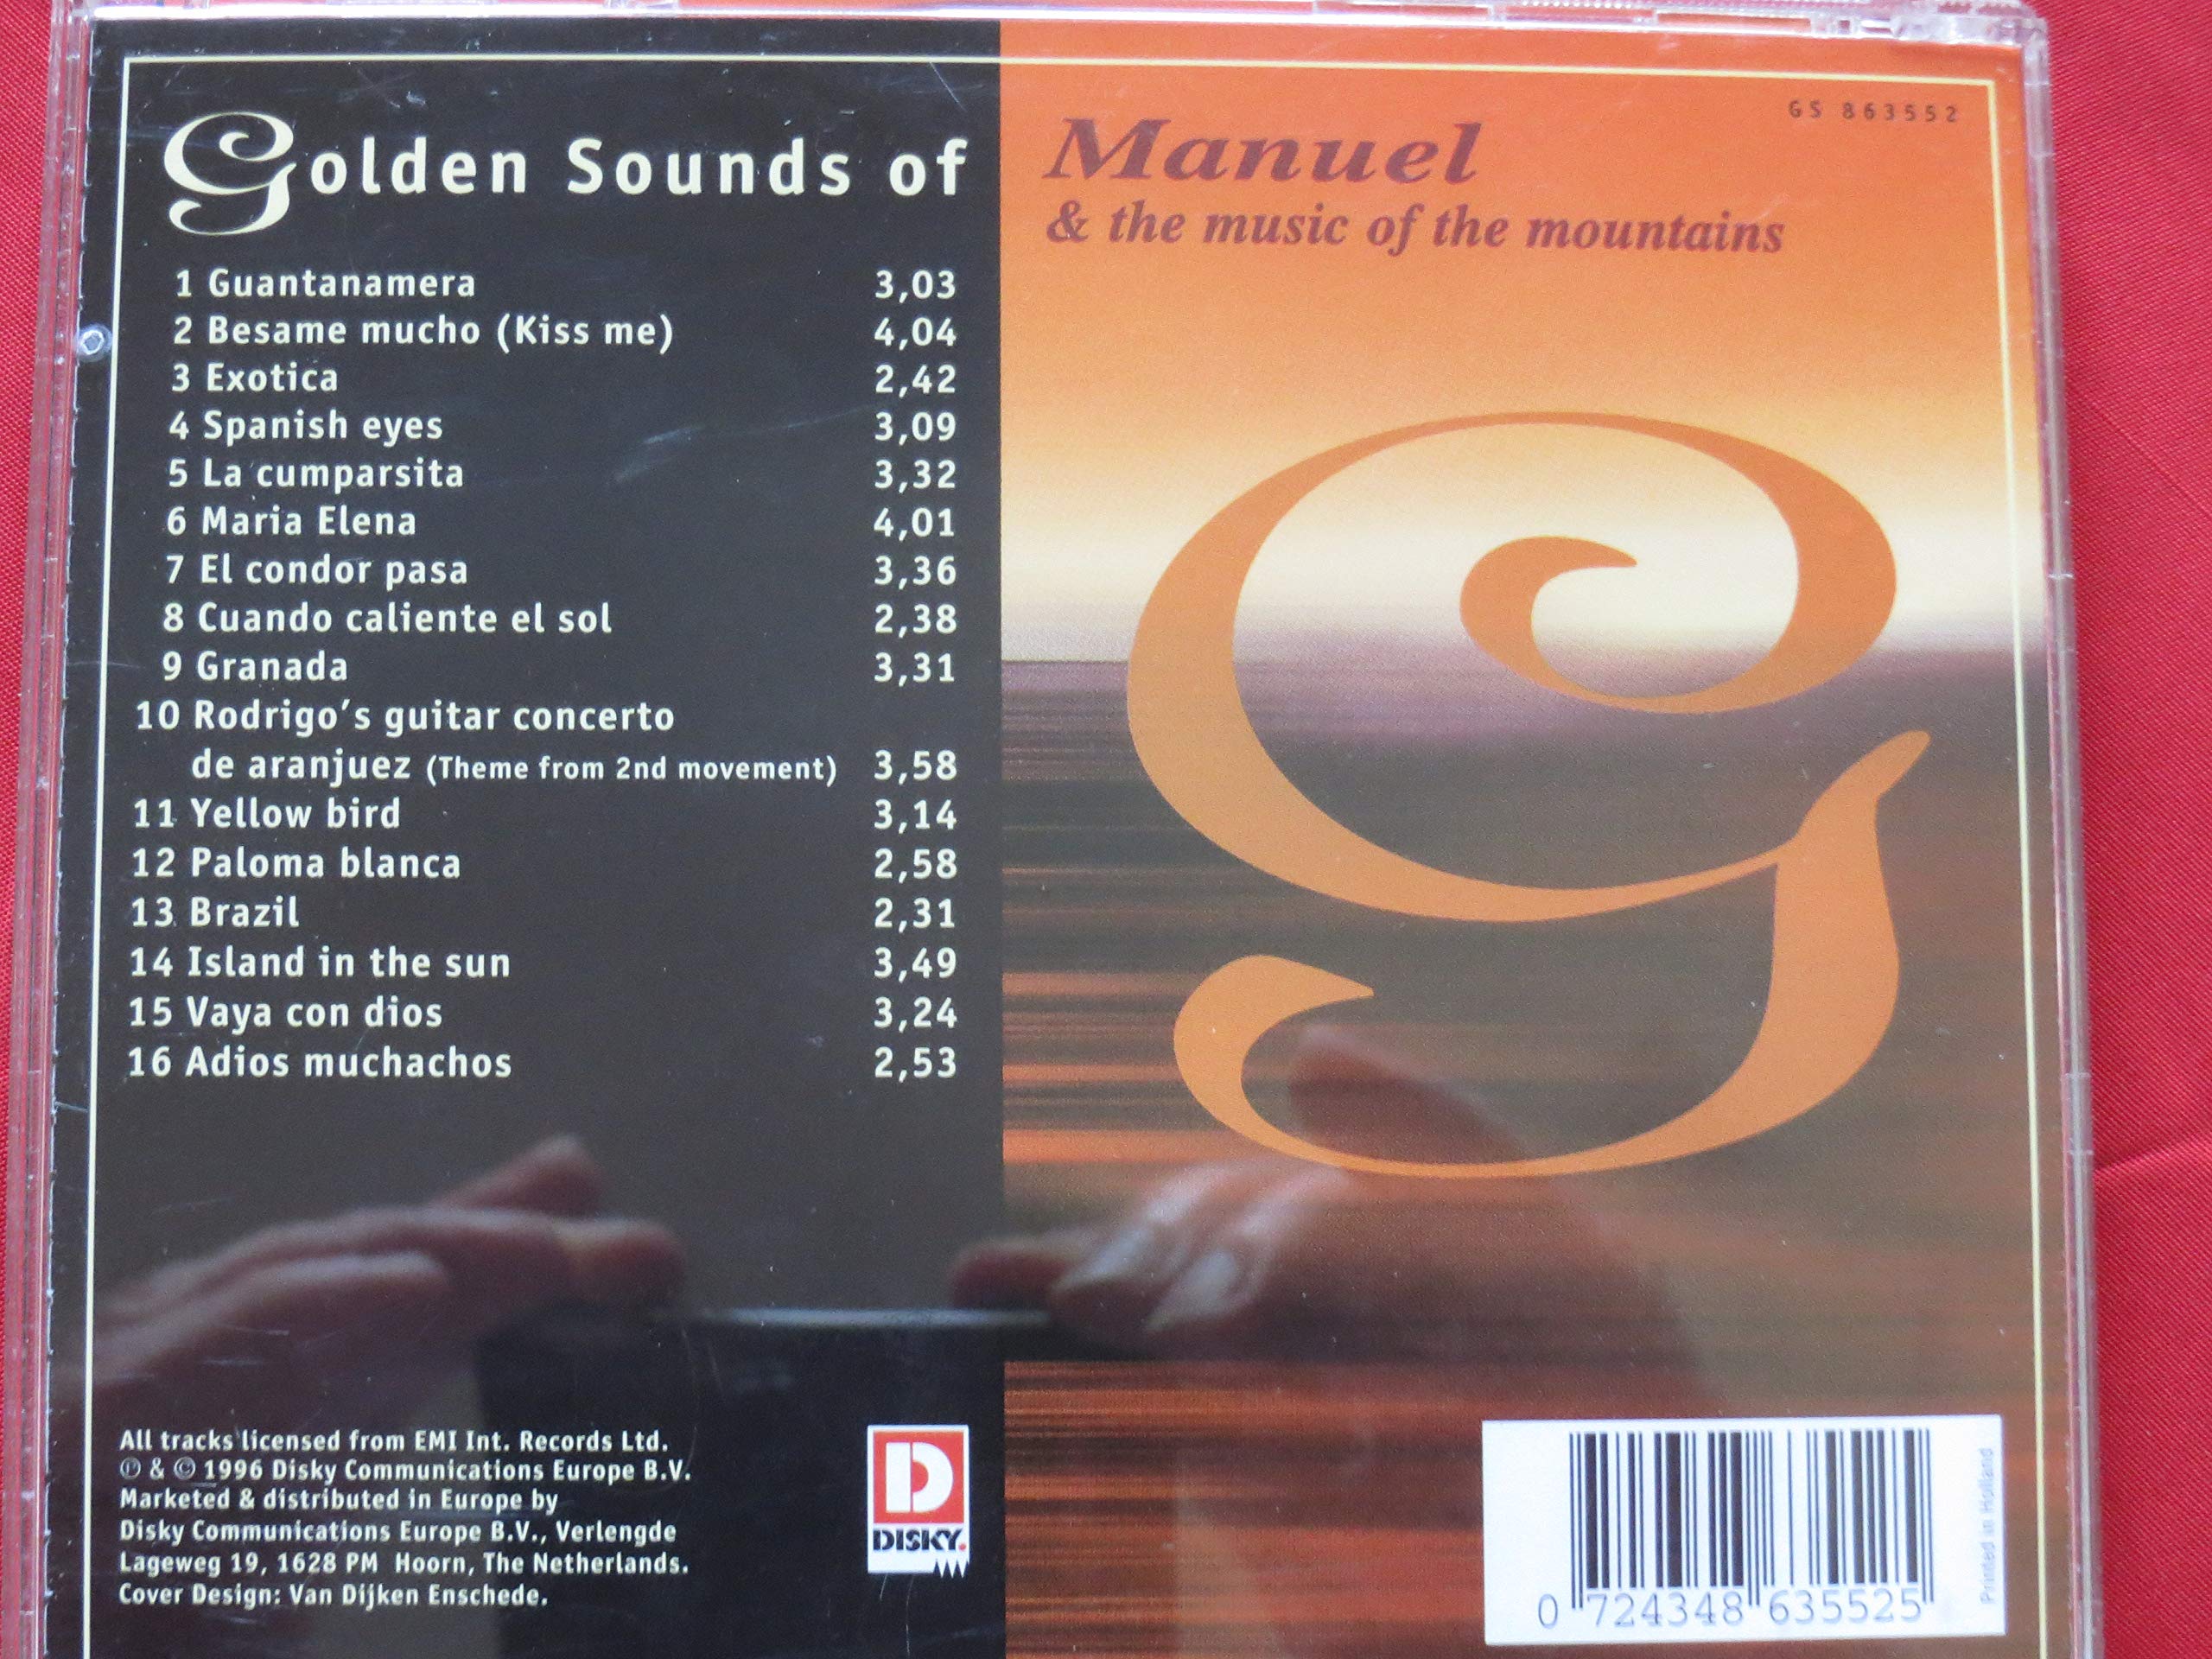 Golden Sounds of
Manuel
& the music of the mountains
GS 863552
1 Guantanamera 3,03
2 Besame mucho (Kiss me) 4,04
3 Exotica 2,42
4 Spanish eyes 3,09
5 La cumparsita 3,32
6 Maria Elena 4,01
7 El condor pasa 3,36
8 Cuando caliente el sol 2,38
9 Granada 3,31
10 Rodrigo's guitar concerto
de aranjuez (Theme from 2nd movement) 3,58
11 Yellow bird 3,14
12 Paloma blanca 2,58
13 Brazil 2,31
14 Island in the sun 3,49
15 Vaya con dios 3,24
16 Adios muchachos 2,53
All tracks licensed from EMI Int. Records Ltd.
℗ & © 1996 Disky Communications Europe B.V.
Marketed & distributed in Europe by
Disky Communications Europe B.V., Verlengde
Lageweg 19, 1628 PM Hoorn, The Netherlands.
Cover Design: Van Dijken Enschede.
D
DISKY.
0 724348 635525
Printed in Holland